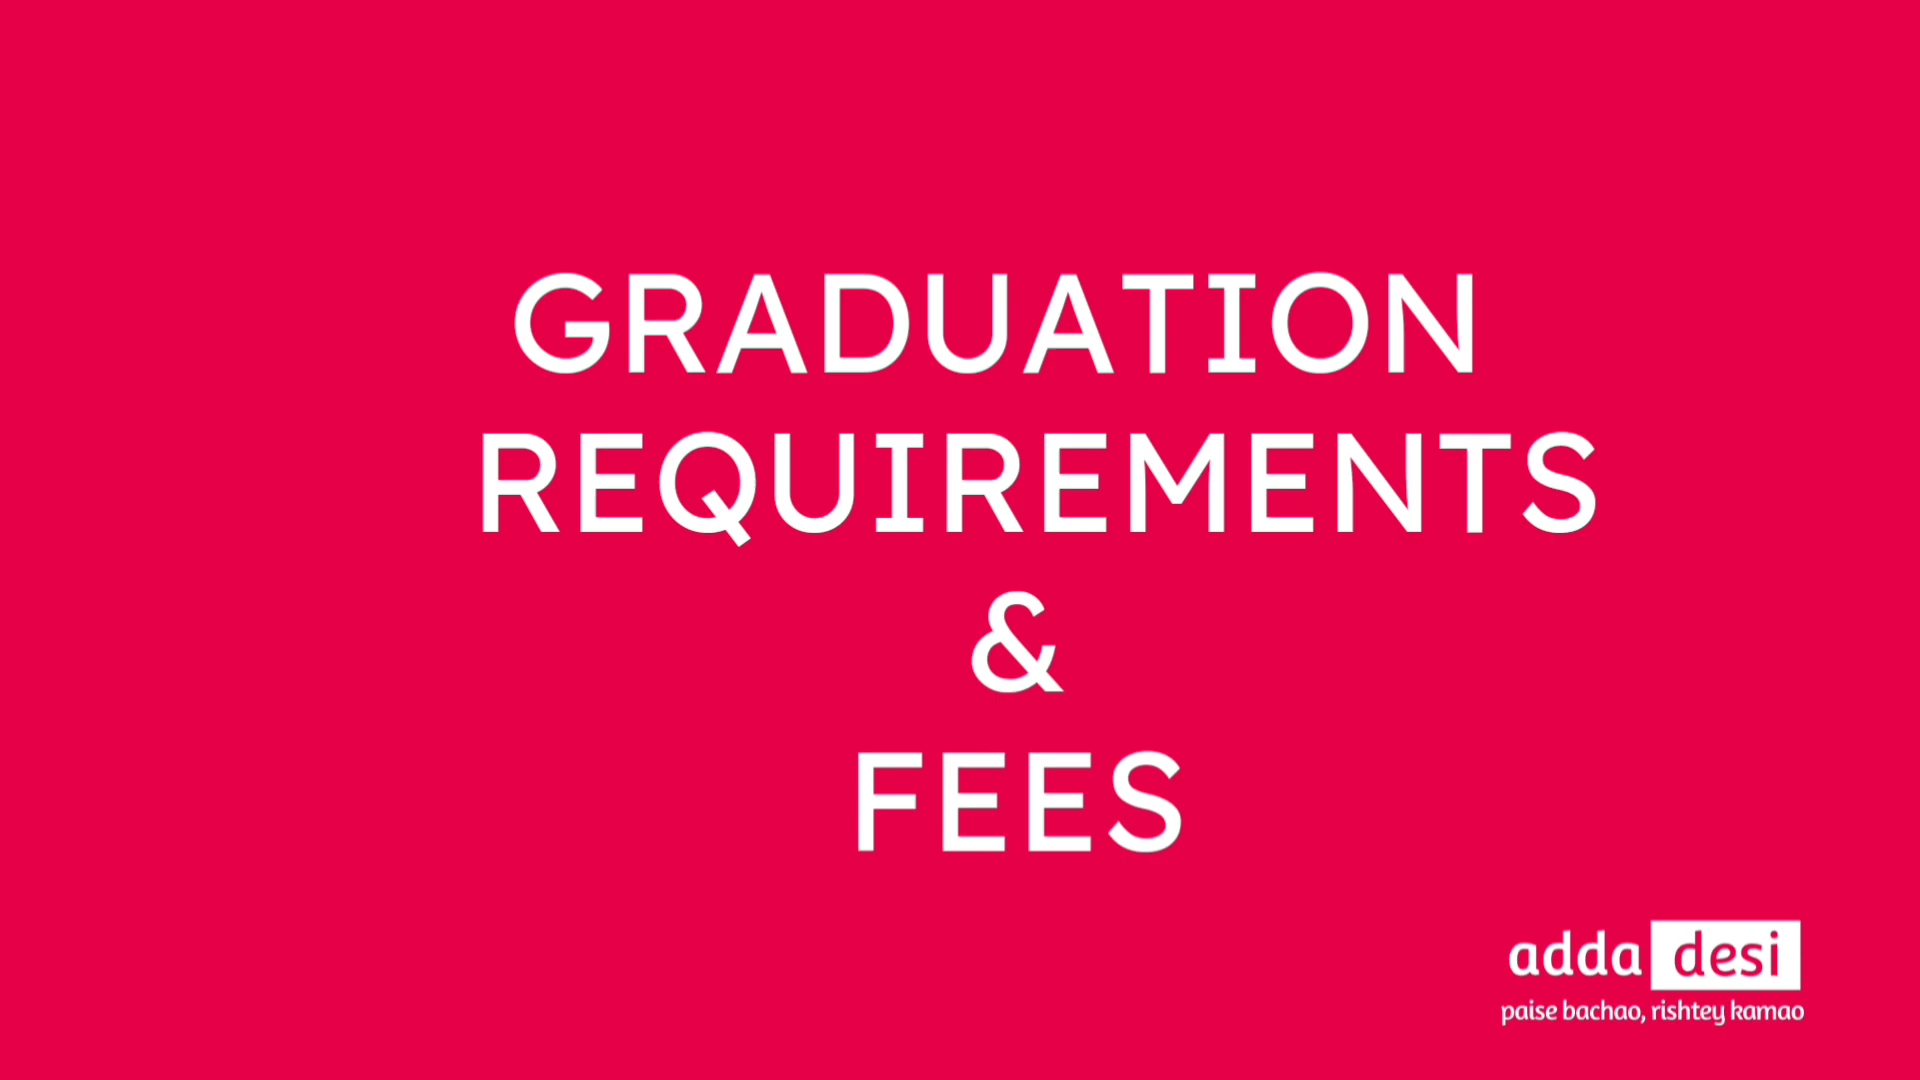 GRADUATION
REQUIREMENTS
&
FEES
adda desi
paise bachao, rishtey kamao